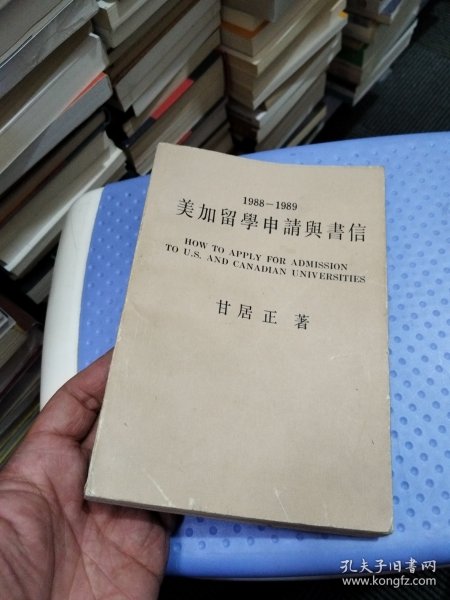 1988－1989
美加留學申請與書信
HOW TO APPLY FOR ADMISSION
TO U.S. AND CANADIAN UNIVERSITIES
甘居正 著
孔夫子旧书网
www.kongfz.com